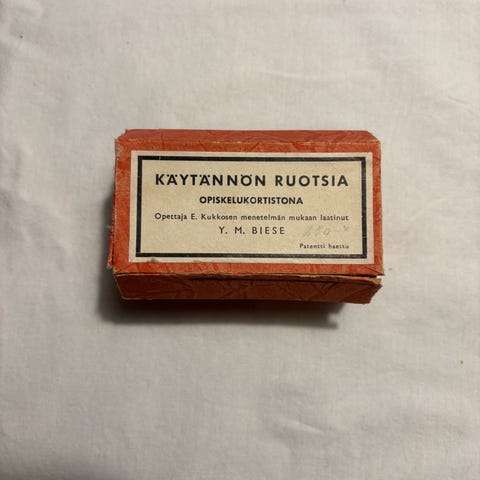 KÄYTÄNNÖN RUOTSIA
OPISKELUKORTISTONA
Opettaja E. Kukkosen menetelmän mukaan laatinut
Y. M. BIESE
Patentti haettu